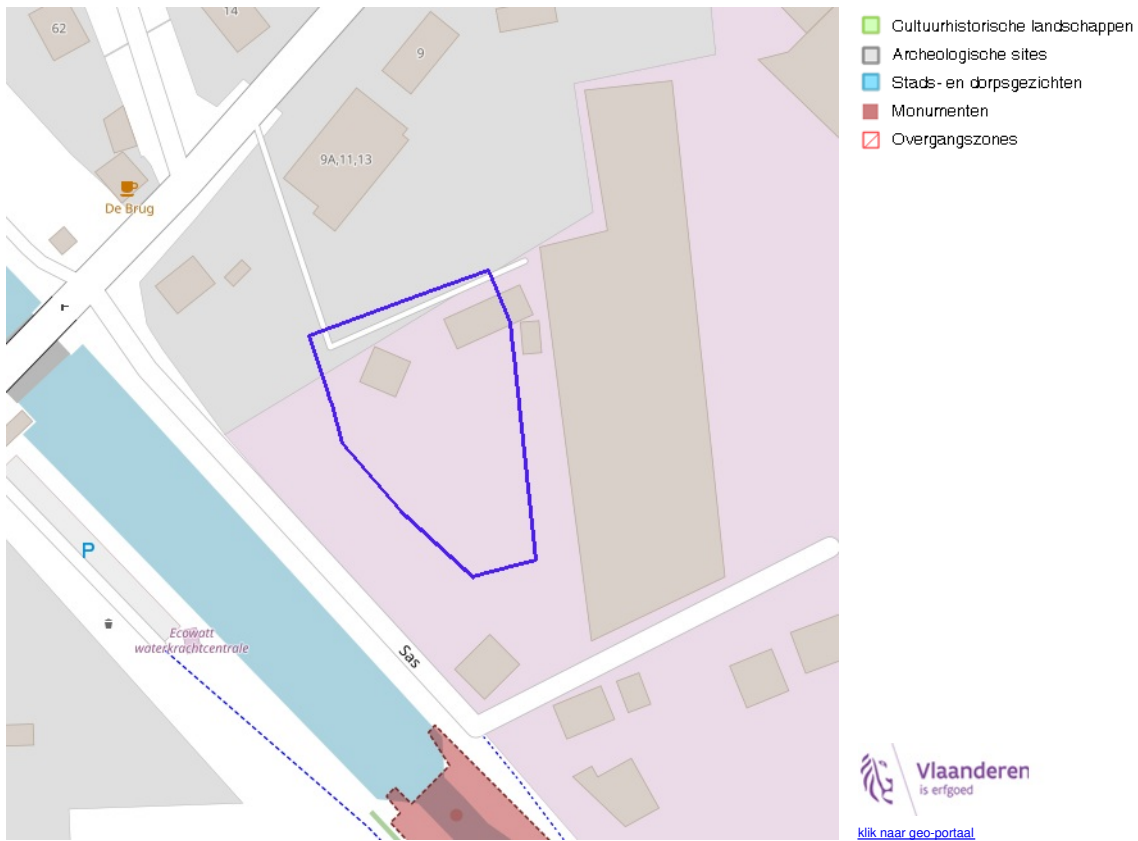 62
14
9
9A,11,13
De Brug
P
Ecowatt
waterkrachtcentrale
Sas
Cultuurhistorische landschappen
Archeologische sites
Stads- en dorpsgezichten
Monumenten
Overgangszones
Vlaanderen
is erfgoed
klik naar geo-portaal